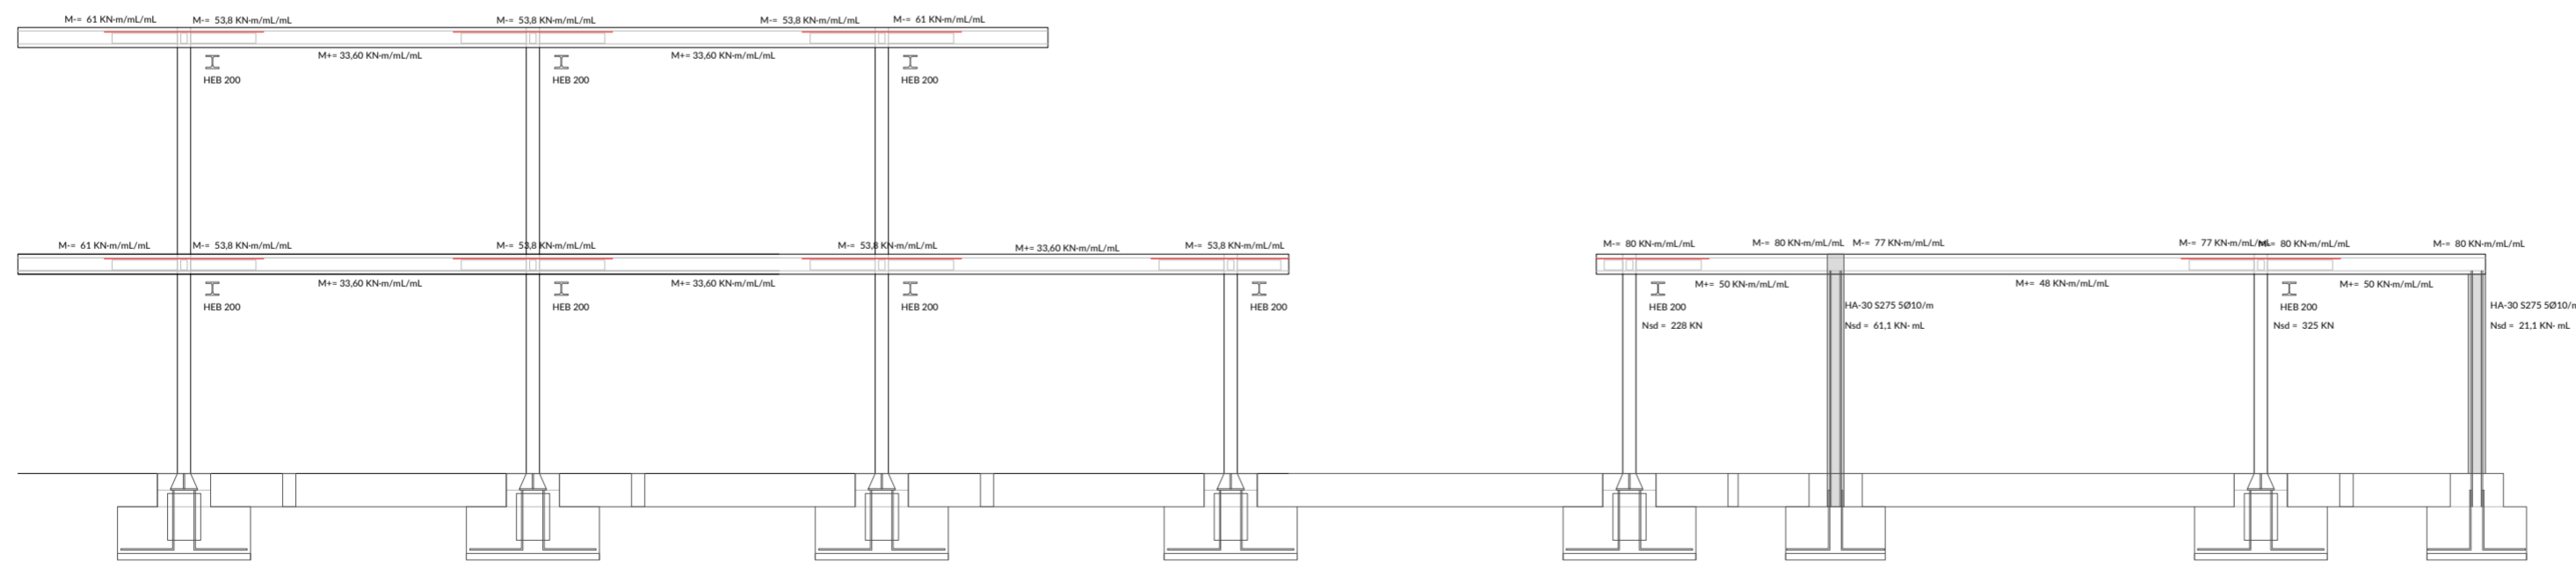 M-= 61 KN·m/mL/mL M-= 53,8 KN·m/mL/mL M-= 53,8 KN·m/mL/mL M-= 53,8 KN·m/mL/mL M-= 61 KN·m/mL/mL
M+= 33,60 KN·m/mL/mL M+= 33,60 KN·m/mL/mL
HEB 200 HEB 200 HEB 200
M-= 61 KN·m/mL/mL M-= 53,8 KN·m/mL/mL M-= 53,8 KN·m/mL/mL M-= 53,8 KN·m/mL/mL M+= 33,60 KN·m/mL/mL M-= 53,8 KN·m/mL/mL M-= 80 KN·m/mL/mL M-= 80 KN·m/mL/mL M-= 77 KN·m/mL/mL M-= 77 KN·m/mL/mL M-= 80 KN·m/mL/mL M-= 80 KN·m/mL/mL
M+= 33,60 KN·m/mL/mL M+= 33,60 KN·m/mL/mL M+= 50 KN·m/mL/mL M+= 48 KN·m/mL/mL M+= 50 KN·m/mL/mL
HEB 200 HEB 200 HEB 200 HEB 200 HEB 200 HA-30 S275 5Ø10/m HEB 200 HA-30 S275 5Ø10/m
Nsd = 228 KN Nsd = 61,1 KN· mL Nsd = 325 KN Nsd = 21,1 KN· mL